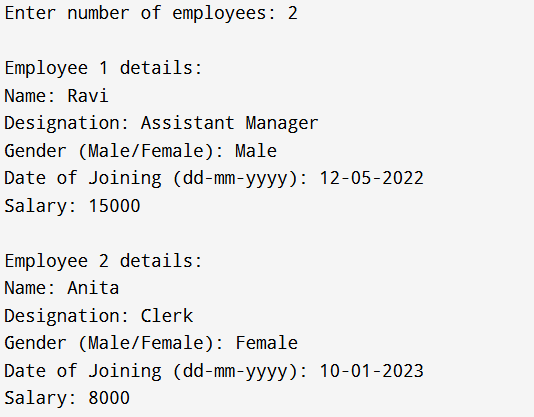 Enter number of employees: 2
Employee 1 details:
Name: Ravi
Designation: Assistant Manager
Gender (Male/Female): Male
Date of Joining (dd-mm-yyyy): 12-05-2022
Salary: 15000
Employee 2 details:
Name: Anita
Designation: Clerk
Gender (Male/Female): Female
Date of Joining (dd-mm-yyyy): 10-01-2023
Salary: 8000